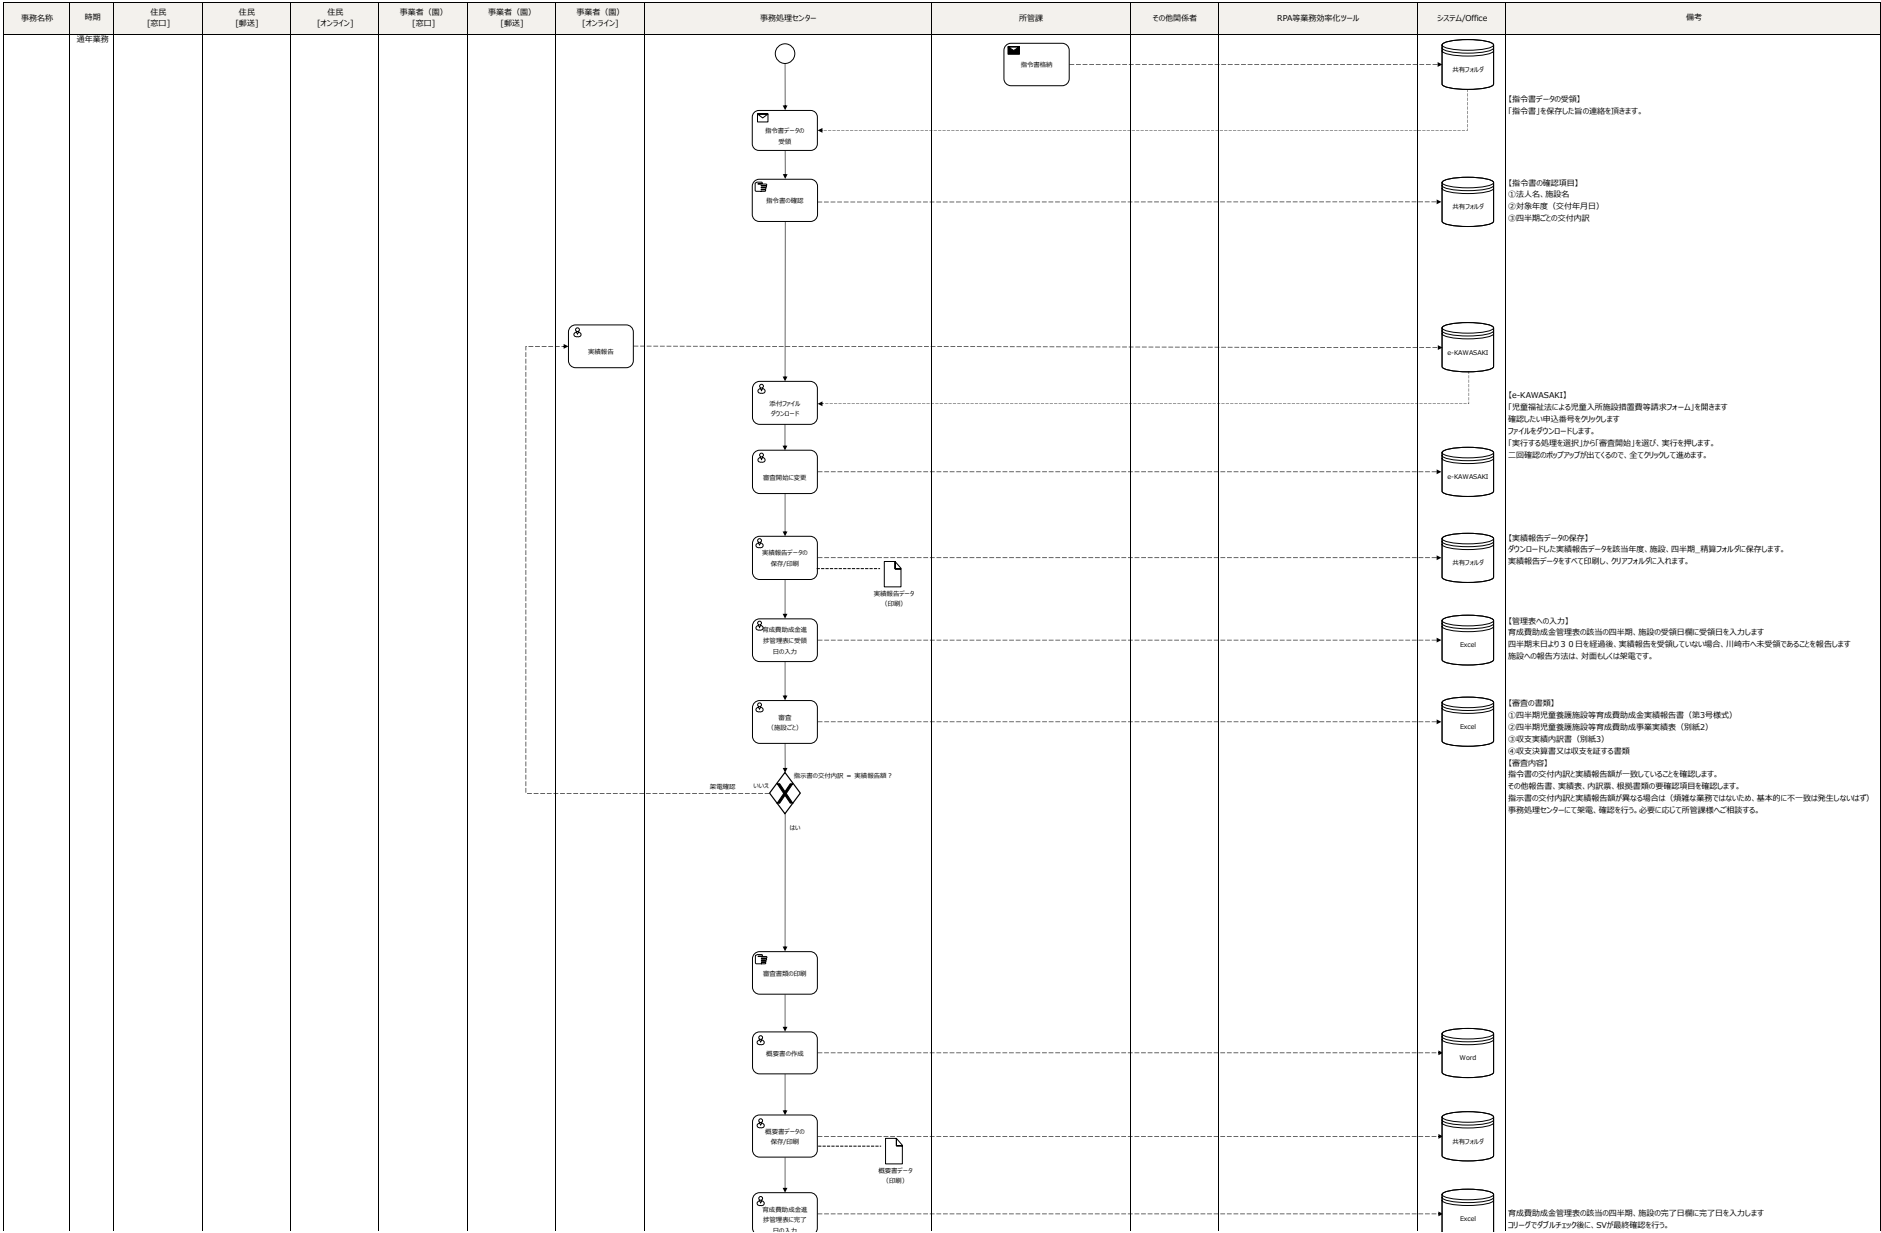 事務名称
時期
住民
[窓口]
住民
[郵送]
住民
[オンライン]
事業者（園）
[窓口]
事業者（園）
[郵送]
事業者（園）
[オンライン]
事務処理センター
所管課
その他関係者
RPA等業務効率化ツール
システム/Office
備考
通年業務
指令書格納
共有フォルダ
【指令書データの受領】
「指令書」を保存した旨の連絡を頂きます。
指令書データの
受領
指令書の確認
共有フォルダ
【指令書の確認項目】
①法人名、施設名
②対象年度（交付年月日）
③四半期ごとの交付内訳
実績報告
e-KAWASAKI
添付ファイル
ダウンロード
【e-KAWASAKI】
「児童福祉法による児童入所施設措置費等請求フォーム」を開きます
確認したい申込番号をクリックします
ファイルをダウンロードします。
「実行する処理を選択」から「審査開始」を選び、実行を押します。
二回確認のポップアップが出てくるので、全てクリックして進めます。
審査開始に変更
e-KAWASAKI
実績報告データの
保存/印刷
実績報告データ
（印刷）
共有フォルダ
【実績報告データの保存】
ダウンロードした実績報告データを該当年度、施設、四半期_精算フォルダに保存します。
実績報告データをすべて印刷し、クリアフォルダに入れます。
育成費助成金進
捗管理表に受領
日の入力
Excel
【管理表への入力】
育成費助成金管理表の該当の四半期、施設の受領日欄に受領日を入力します
四半期末日より３０日を経過後、実績報告を受領していない場合、川崎市へ未受領であることを報告します
施設への報告方法は、対面もしくは架電です。
審査
（施設ごと）
Excel
【審査の書類】
①四半期児童養護施設等育成費助成金実績報告書（第3号様式）
②四半期児童養護施設等育成費助成事業実績表（別紙2）
③収支実績内訳書（別紙3）
④収支決算書又は収支を証する書類
【審査内容】
指令書の交付内訳と実績報告額が一致していることを確認します。
その他報告書、実績表、内訳票、根拠書類の要確認項目を確認します。
指示書の交付内訳と実績報告額が異なる場合は（煩雑な業務ではないため、基本的に不一致は発生しないはず）
事務処理センターにて架電、確認を行う。必要に応じて所管課様へご相談する。
指示書の交付内訳 ＝ 実績報告額？
架電確認
いいえ
はい
審査書類の印刷
概要書の作成
Word
概要書データの
保存/印刷
概要書データ
（印刷）
共有フォルダ
育成費助成金進
捗管理表に完了
日の入力
Excel
育成費助成金管理表の該当の四半期、施設の完了日欄に完了日を入力します
コリーグでダブルチェック後に、SVが最終確認を行う。